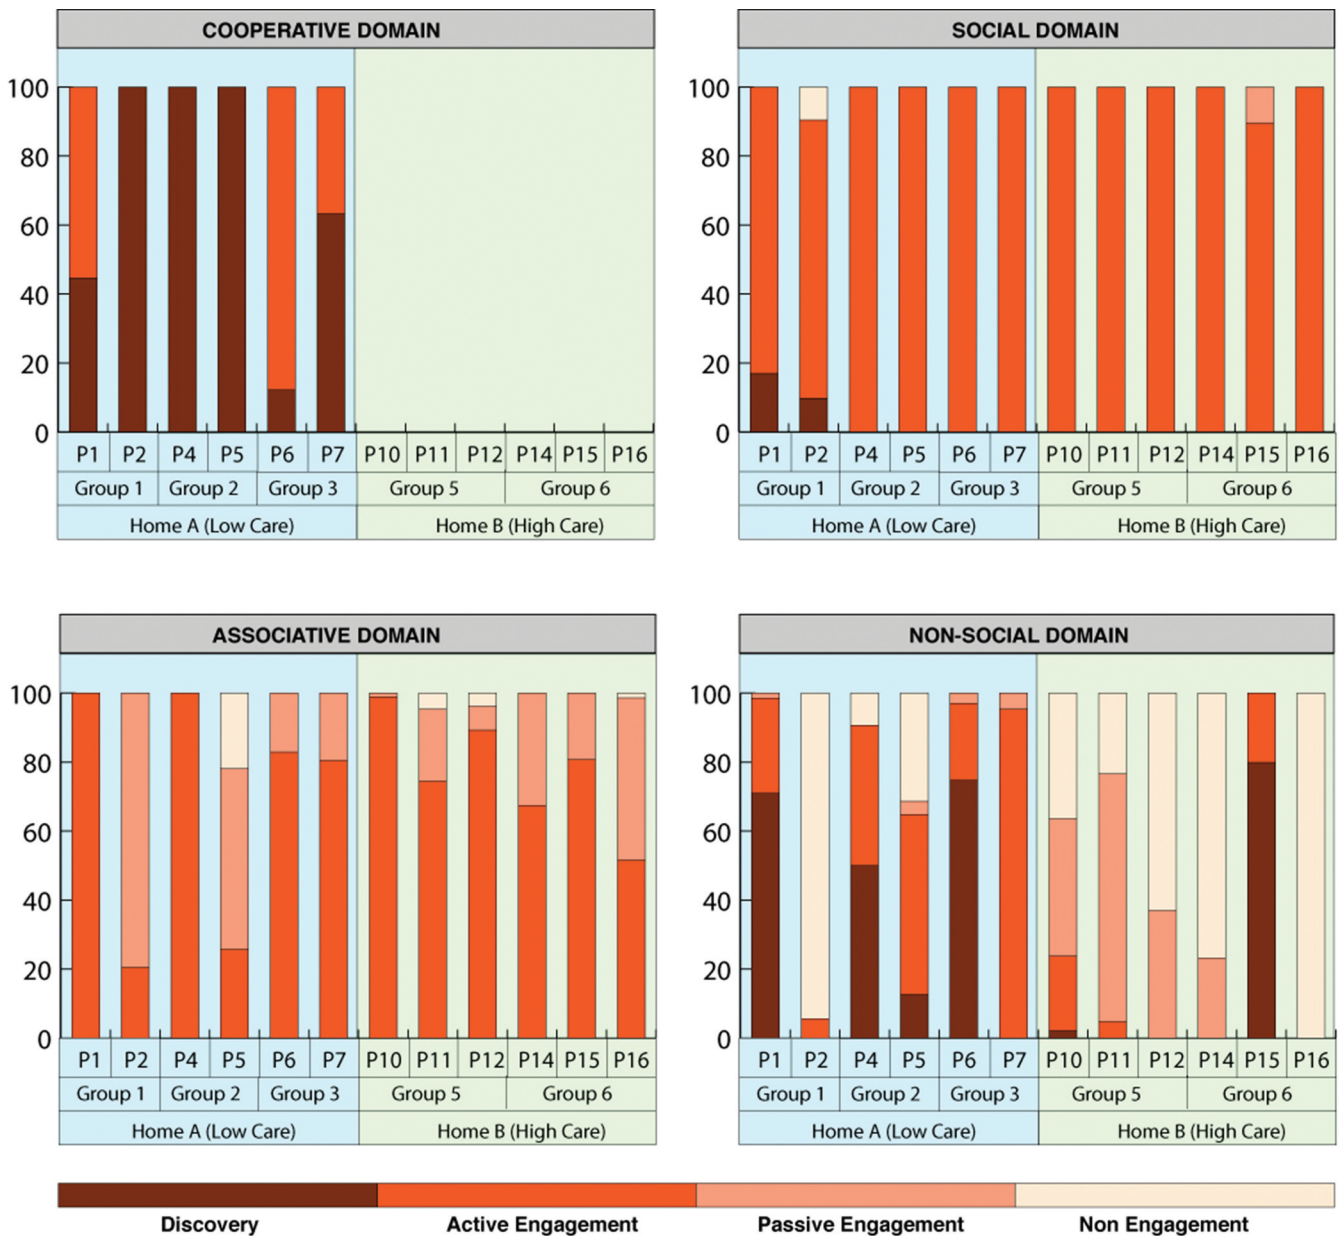 COOPERATIVE DOMAIN
100
80
60
40
20
0
P1 P2 P4 P5 P6 P7 P10 P11 P12 P14 P15 P16
Group 1 Group 2 Group 3 Group 5 Group 6
Home A (Low Care) Home B (High Care)
SOCIAL DOMAIN
100
80
60
40
20
0
P1 P2 P4 P5 P6 P7 P10 P11 P12 P14 P15 P16
Group 1 Group 2 Group 3 Group 5 Group 6
Home A (Low Care) Home B (High Care)
ASSOCIATIVE DOMAIN
100
80
60
40
20
0
P1 P2 P4 P5 P6 P7 P10 P11 P12 P14 P15 P16
Group 1 Group 2 Group 3 Group 5 Group 6
Home A (Low Care) Home B (High Care)
NON-SOCIAL DOMAIN
100
80
60
40
20
0
P1 P2 P4 P5 P6 P7 P10 P11 P12 P14 P15 P16
Group 1 Group 2 Group 3 Group 5 Group 6
Home A (Low Care) Home B (High Care)
Discovery Active Engagement Passive Engagement Non Engagement